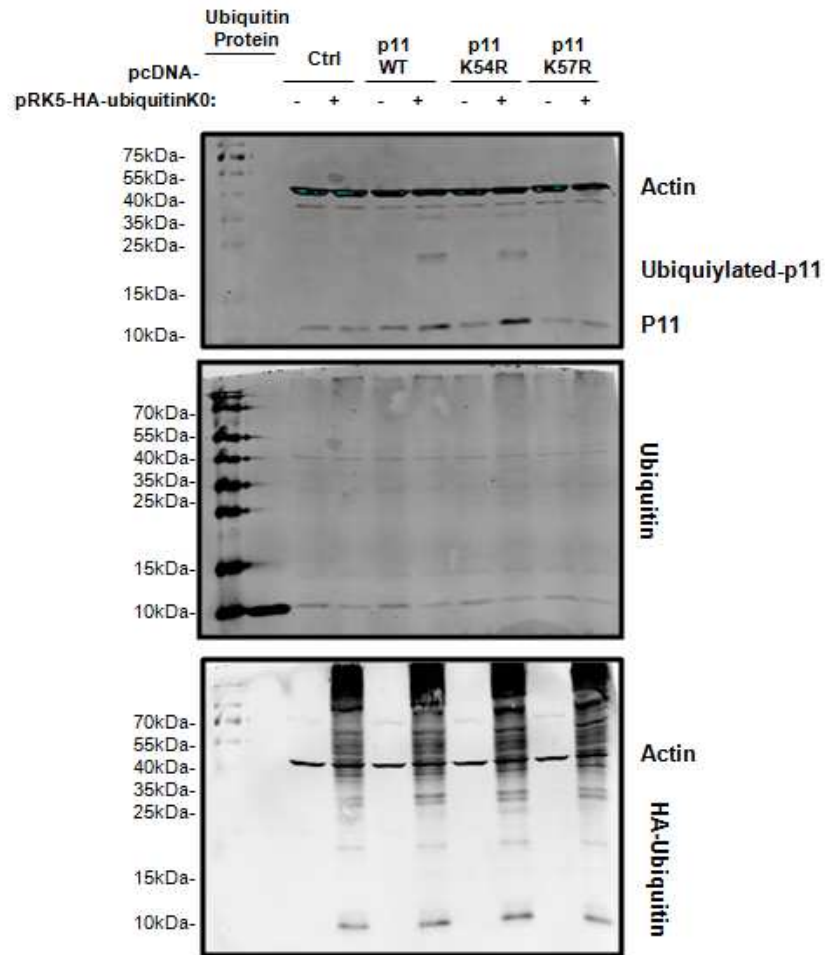 Ubiquitin
Protein
Ctrl
p11
WT
p11
K54R
p11
K57R
pcDNA-
pRK5-HA-ubiquitinK0:
- + - + - + - +
75kDa-
55kDa-
40kDa-
35kDa-
25kDa-
15kDa-
10kDa-
Actin
Ubiquiylated-p11
P11
70kDa-
55kDa-
40kDa-
35kDa-
25kDa-
15kDa-
10kDa-
Ubiquitin
70kDa-
55kDa-
40kDa-
35kDa-
25kDa-
15kDa-
10kDa-
Actin
HA-Ubiquitin